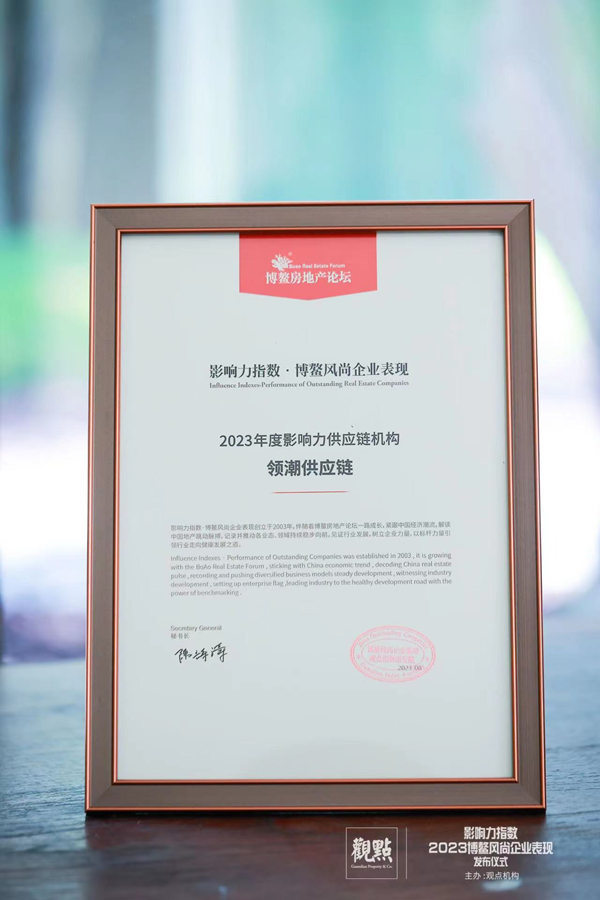 Boao Real Estate Forum
博鳌房地产论坛
影响力指数·博鳌风尚企业表现
Influence Indexes-Performance of Outstanding Real Estate Companies
2023年度影响力供应链机构
领潮供应链
影响力指数·博鳌风尚企业表现创立于2003年,伴随着博鳌房地产论坛一路成长,紧跟中国经济潮流,解读
中国地产跳动脉搏,记录并推动各业态、领域持续稳步向前,见证行业发展,树立企业力量,以标杆力量引
领行业走向健康发展之道。
Influence Indexes · Performance of Outstanding Companies was established in 2003 , it is growing
with the BoAo Real Estate Forum , sticking with China economic trend , decoding China real estate
pulse , recording and pushing diversified business models steady development , witnessing industry
development , setting up enterprise flag ,leading industry to the healthy development road with the
power of benchmarking .
Secretary General
秘书长
2023/08
觀點
Guandian Property & Co.
影响力指数
2023博鳌风尚企业表现
发布仪式
主办:观点机构